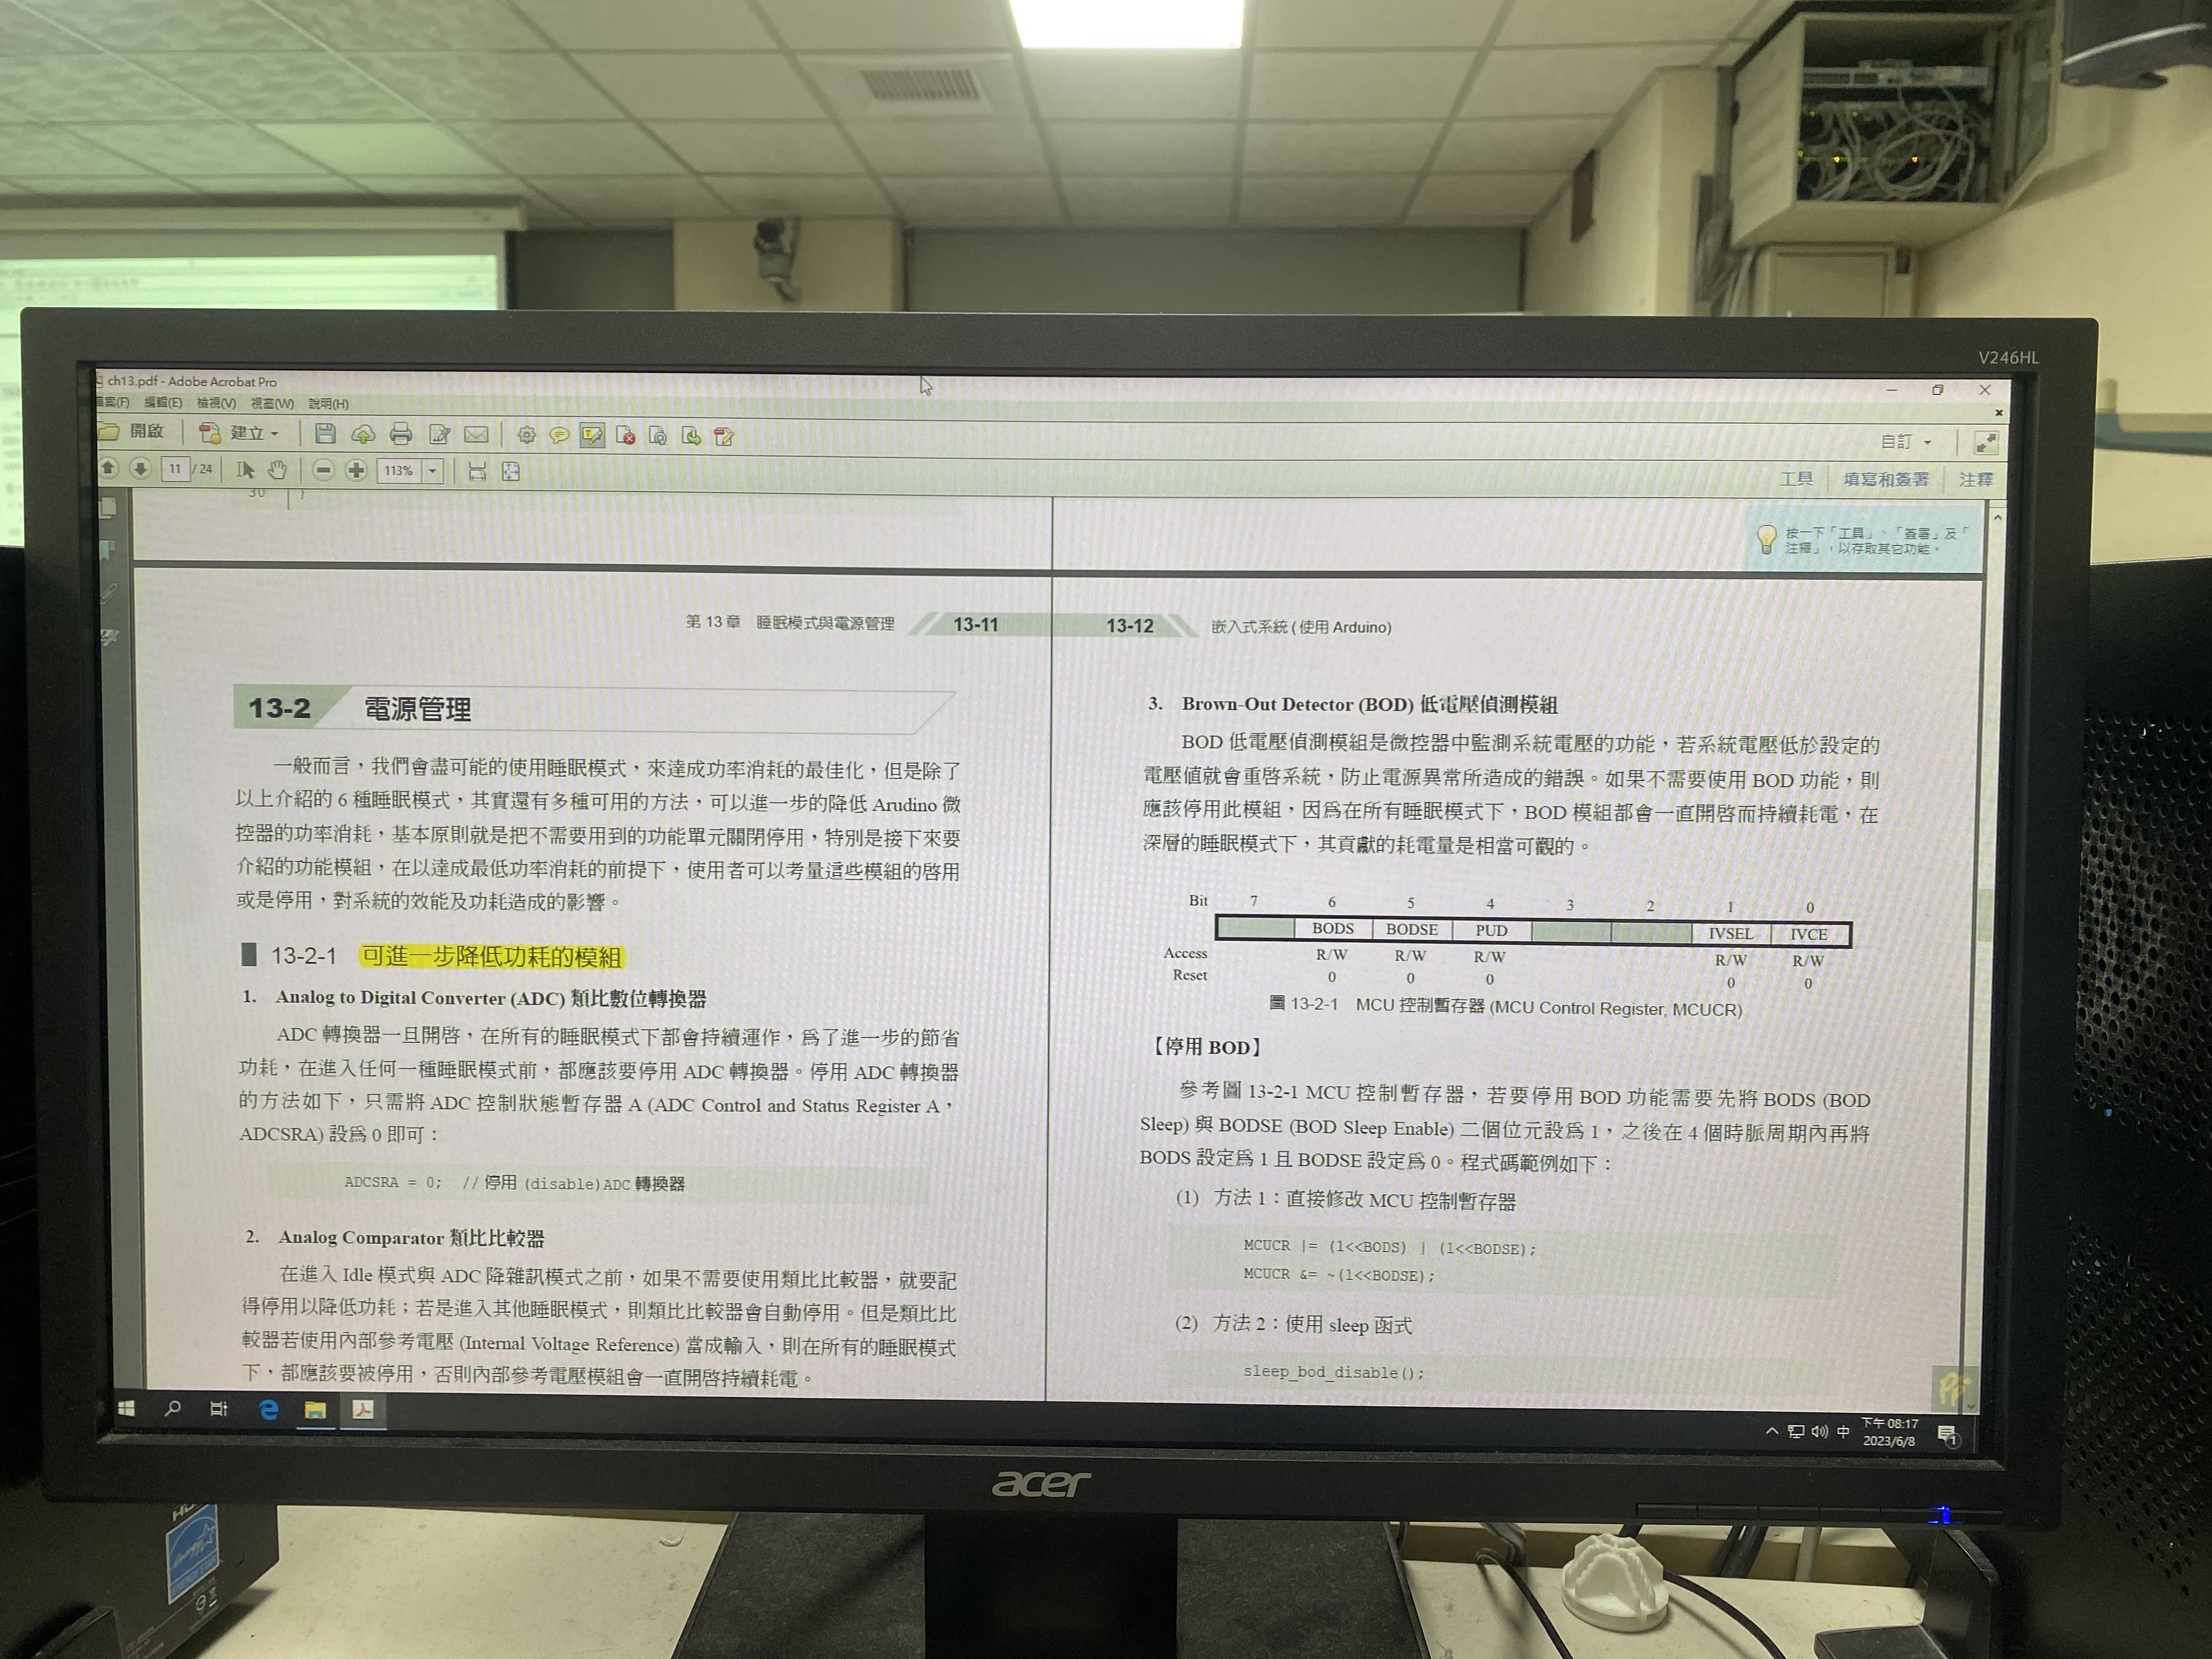 V246HL
ch13.pdf - Adobe Acrobat Pro
檔案(F) 編輯(E) 檢視(V) 視窗(W) 說明(H)
開啟 建立
自訂
11 / 24 113%
工具 填寫和簽署 注釋
30 }
按一下「工具」、「簽署」及「
注釋」,以存取其它功能。
第 13 章 睡眠模式與電源管理 13-11
13-2 電源管理
一般而言,我們會盡可能的使用睡眠模式,來達成功率消耗的最佳化,但是除了
以上介紹的 6 種睡眠模式,其實還有多種可用的方法,可以進一步的降低 Arudino 微
控器的功率消耗,基本原則就是把不需要用到的功能單元關閉停用,特別是接下來要
介紹的功能模組,在以達成最低功率消耗的前提下,使用者可以考量這些模組的啓用
或是停用,對系統的效能及功耗造成的影響。
13-2-1 可進一步降低功耗的模組
1. Analog to Digital Converter (ADC) 類比數位轉換器
ADC 轉換器一旦開啓,在所有的睡眠模式下都會持續運作,爲了進一步的節省
功耗,在進入任何一種睡眠模式前,都應該要停用 ADC 轉換器。停用 ADC 轉換器
的方法如下,只需將 ADC 控制狀態暫存器 A (ADC Control and Status Register A,
ADCSRA) 設爲 0 即可:
ADCSRA = 0; // 停用 (disable)ADC 轉換器
2. Analog Comparator 類比比較器
在進入 Idle 模式與 ADC 降雜訊模式之前,如果不需要使用類比比較器,就要記
得停用以降低功耗;若是進入其他睡眠模式,則類比比較器會自動停用。但是類比比
較器若使用內部參考電壓 (Internal Voltage Reference) 當成輸入,則在所有的睡眠模式
下,都應該要被停用,否則內部參考電壓模組會一直開啓持續耗電。
13-12 嵌入式系統 (使用 Arduino)
3. Brown-Out Detector (BOD) 低電壓偵測模組
BOD 低電壓偵測模組是微控器中監測系統電壓的功能,若系統電壓低於設定的
電壓値就會重啓系統,防止電源異常所造成的錯誤。如果不需要使用 BOD 功能,則
應該停用此模組,因爲在所有睡眠模式下,BOD 模組都會一直開啓而持續耗電,在
深層的睡眠模式下,其貢獻的耗電量是相當可觀的。
Bit 7 6 5 4 3 2 1 0
BODS BODSE PUD IVSEL IVCE
Access R/W R/W R/W R/W R/W
Reset 0 0 0 0 0
圖 13-2-1 MCU 控制暫存器 (MCU Control Register, MCUCR)
【停用 BOD】
參考圖 13-2-1 MCU 控制暫存器,若要停用 BOD 功能需要先將 BODS (BOD
Sleep) 與 BODSE (BOD Sleep Enable) 二個位元設爲 1,之後在 4 個時脈周期內再將
BODS 設定爲 1 且 BODSE 設定爲 0。程式碼範例如下:
(1) 方法 1:直接修改 MCU 控制暫存器
MCUCR |= (1<<BODS) | (1<<BODSE);
MCUCR &= ~(1<<BODSE);
(2) 方法 2:使用 sleep 函式
sleep_bod_disable();
中 下午 08:17
2023/6/8
1
acer